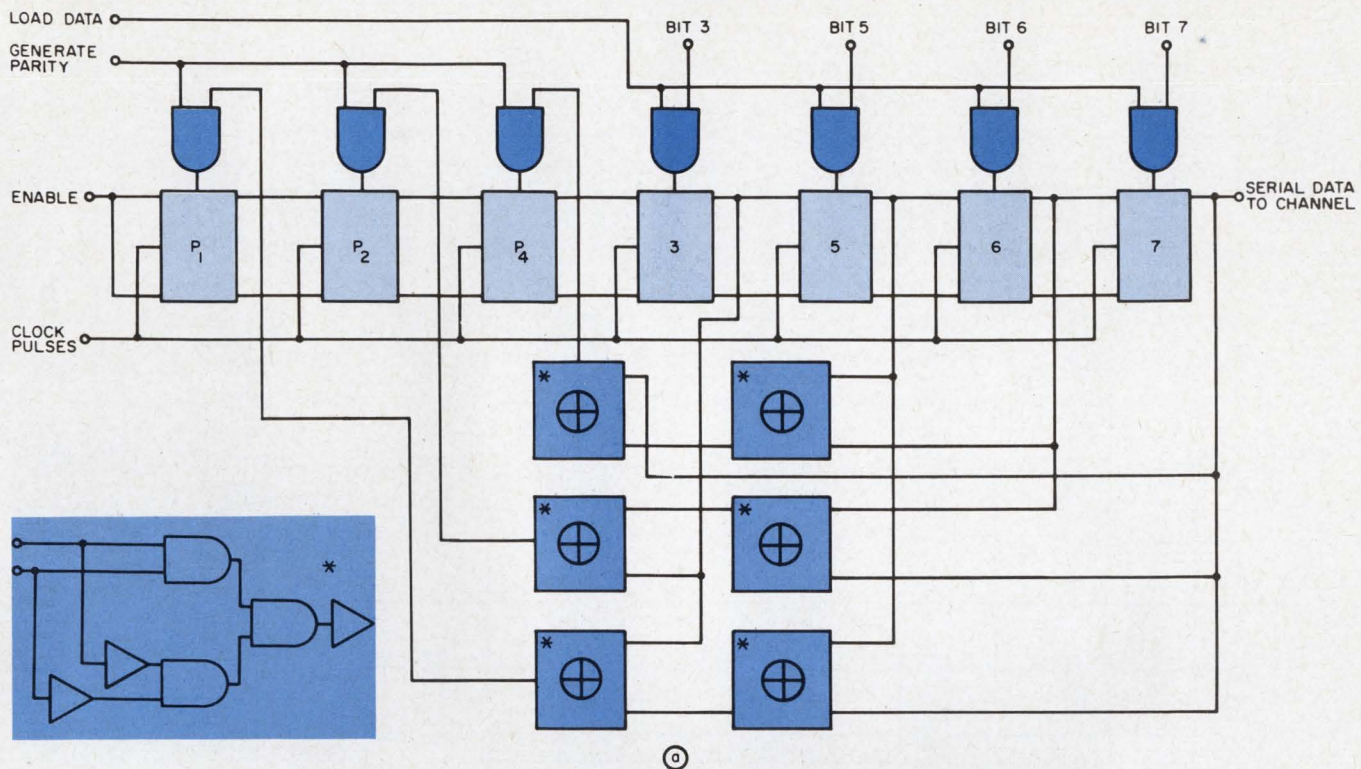 LOAD DATA
GENERATE
PARITY
BIT 3
BIT 5
BIT 6
BIT 7
ENABLE
P1
P2
P4
3
5
6
7
SERIAL DATA
TO CHANNEL
CLOCK
PULSES
*
*
*
*
*
*
*
a